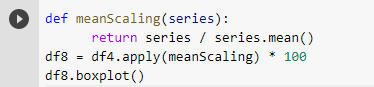 def meanScaling(series):
      return series / series.mean()
df8 = df4.apply(meanScaling) * 100
df8.boxplot()